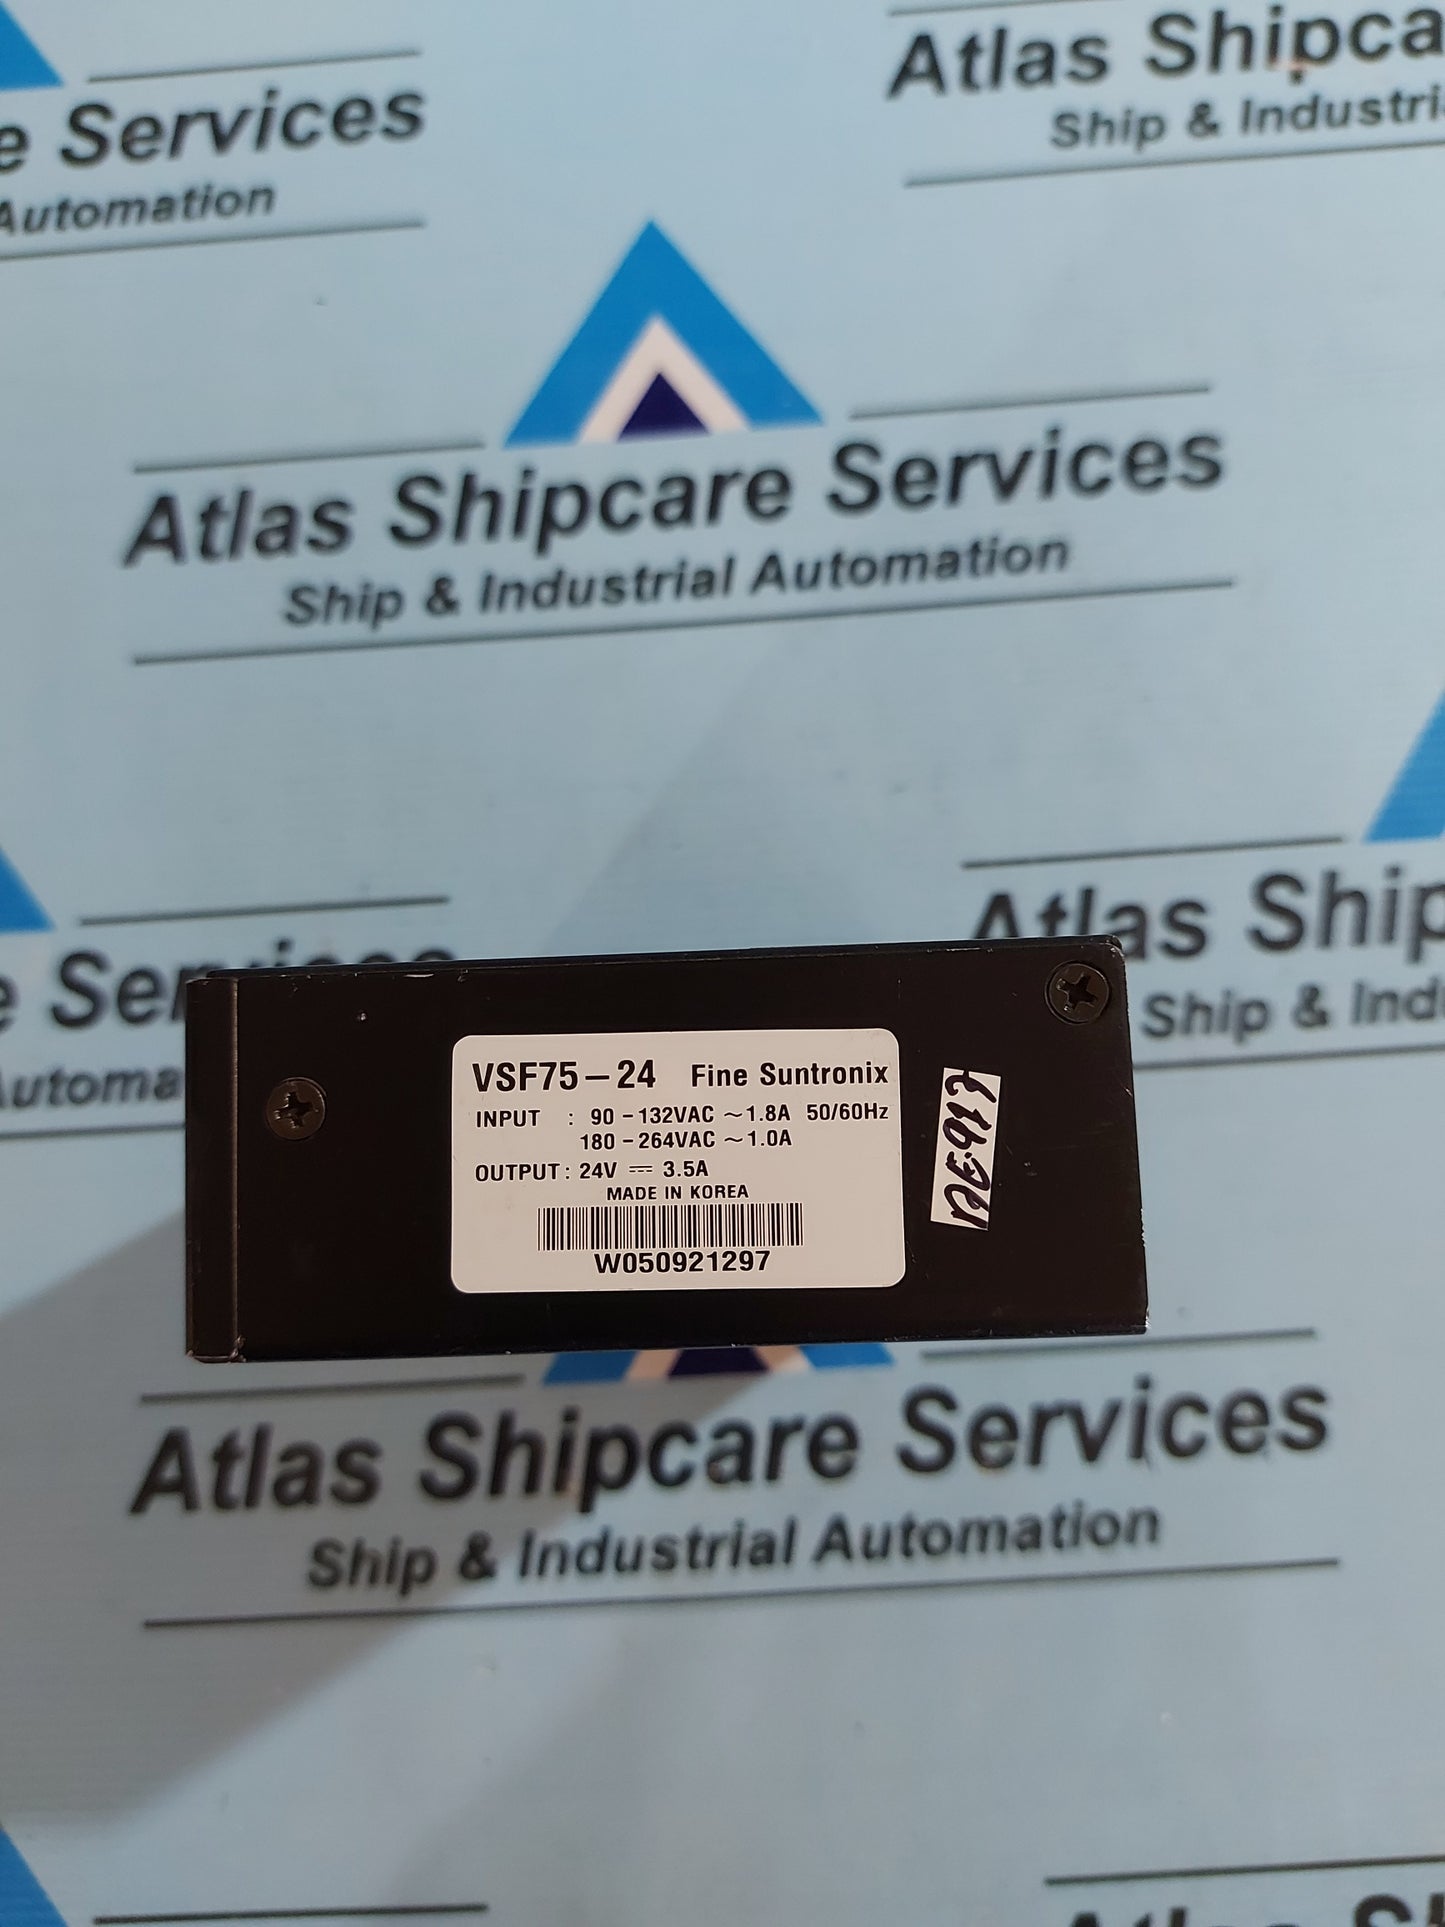 Atlas Shipca
Ship & Industri
e Services
Automation
Atlas Shipcare Services
Ship & Industrial Automation
Atlas Ship
Ship & Ind
e Services
Automa
VSF75-24 Fine Suntronix
INPUT : 90-132VAC ~1.8A 50/60Hz
180-264VAC ~1.0A
OUTPUT: 24V ⎓ 3.5A
MADE IN KOREA
W050921297
Atlas Shipcare Services
Ship & Industrial Automation